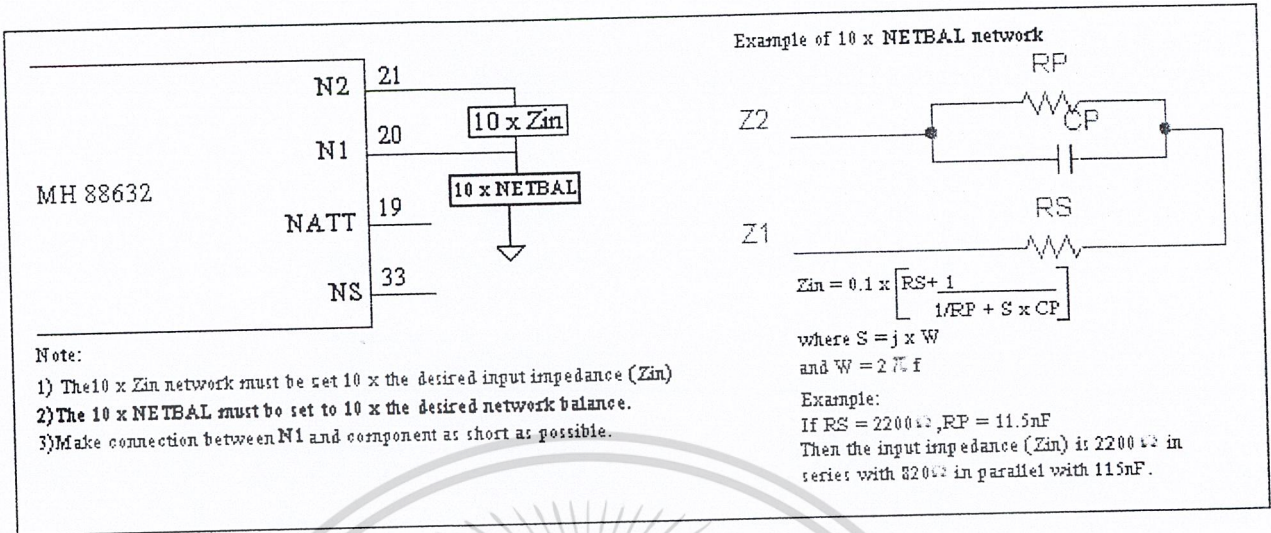 N2 21
10 x Zin
N1 20
10 x NETBAL
MH 88632
NATT 19
NS 33
Note:
1) The10 x Zin network must be set 10 x the desired input impedance (Zin)
2)The 10 x NETBAL must be set to 10 x the desired network balance.
3)Make connection between N1 and component as short as possible.
Example of 10 x NETBAL network
RP
CP
Z2
RS
Z1
Zin = 0.1 x [RS+ 1
1/RP + S x CP]
where S = j x W
and W = 2 π f
Example:
If RS = 2200Ω ,RP = 11.5nF
Then the input impedance (Zin) is 2200 Ω in
series with 820Ω in parallel with 115nF.